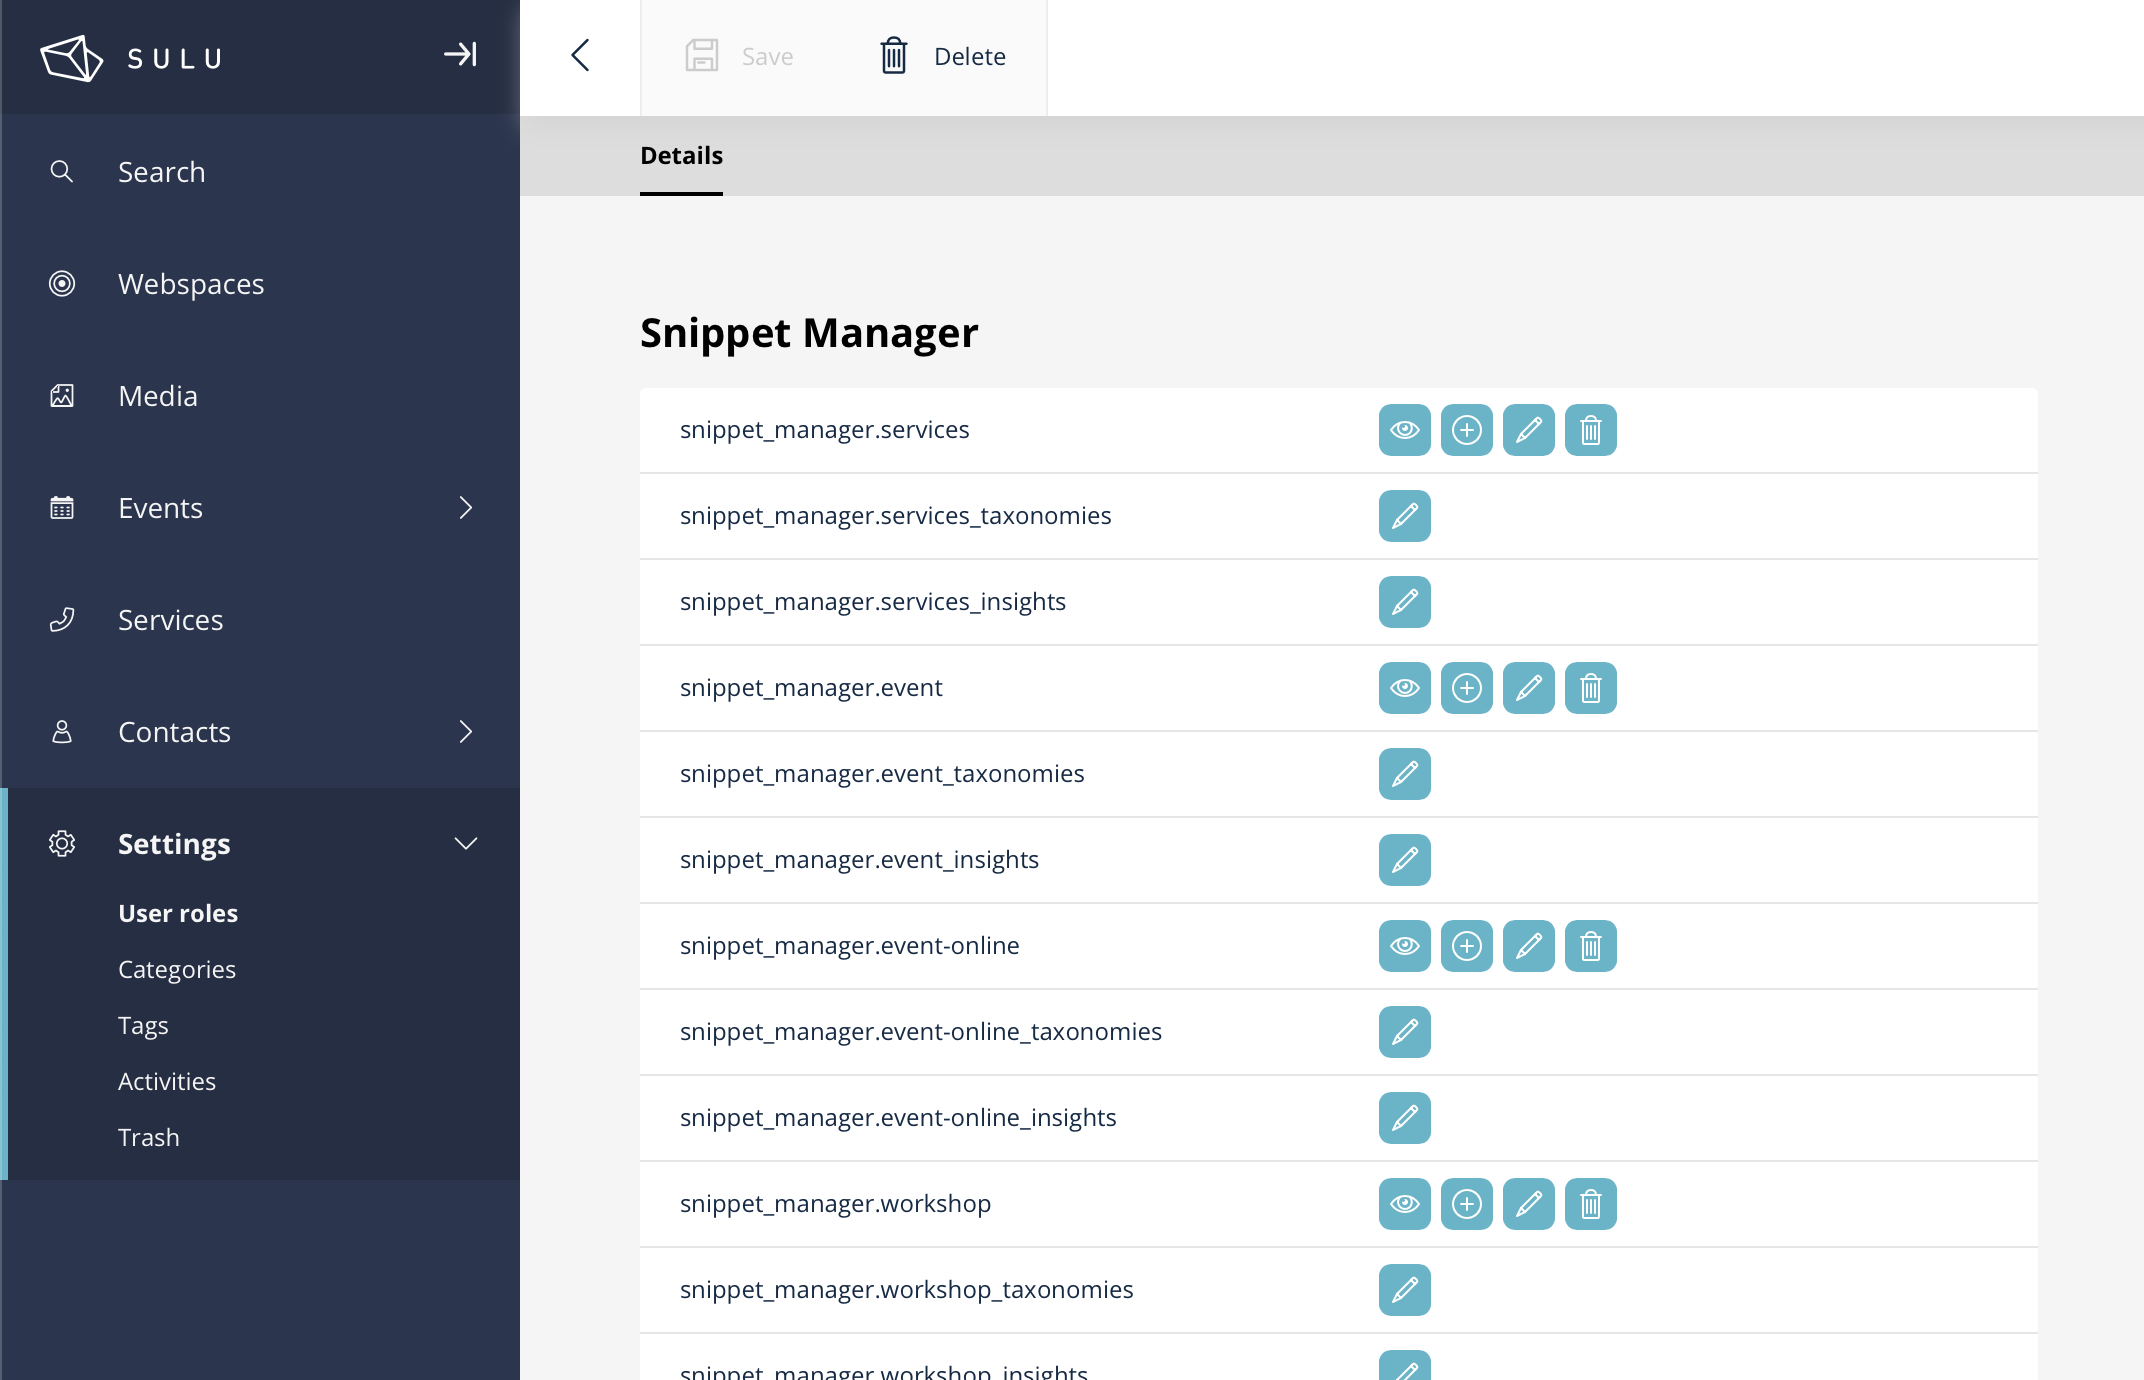 SULU
Save
Delete
Search
Webspaces
Media
Events
Services
Contacts
Settings
User roles
Categories
Tags
Activities
Trash
Details
Snippet Manager
snippet_manager.services
snippet_manager.services_taxonomies
snippet_manager.services_insights
snippet_manager.event
snippet_manager.event_taxonomies
snippet_manager.event_insights
snippet_manager.event-online
snippet_manager.event-online_taxonomies
snippet_manager.event-online_insights
snippet_manager.workshop
snippet_manager.workshop_taxonomies
snippet_manager.workshop_insights